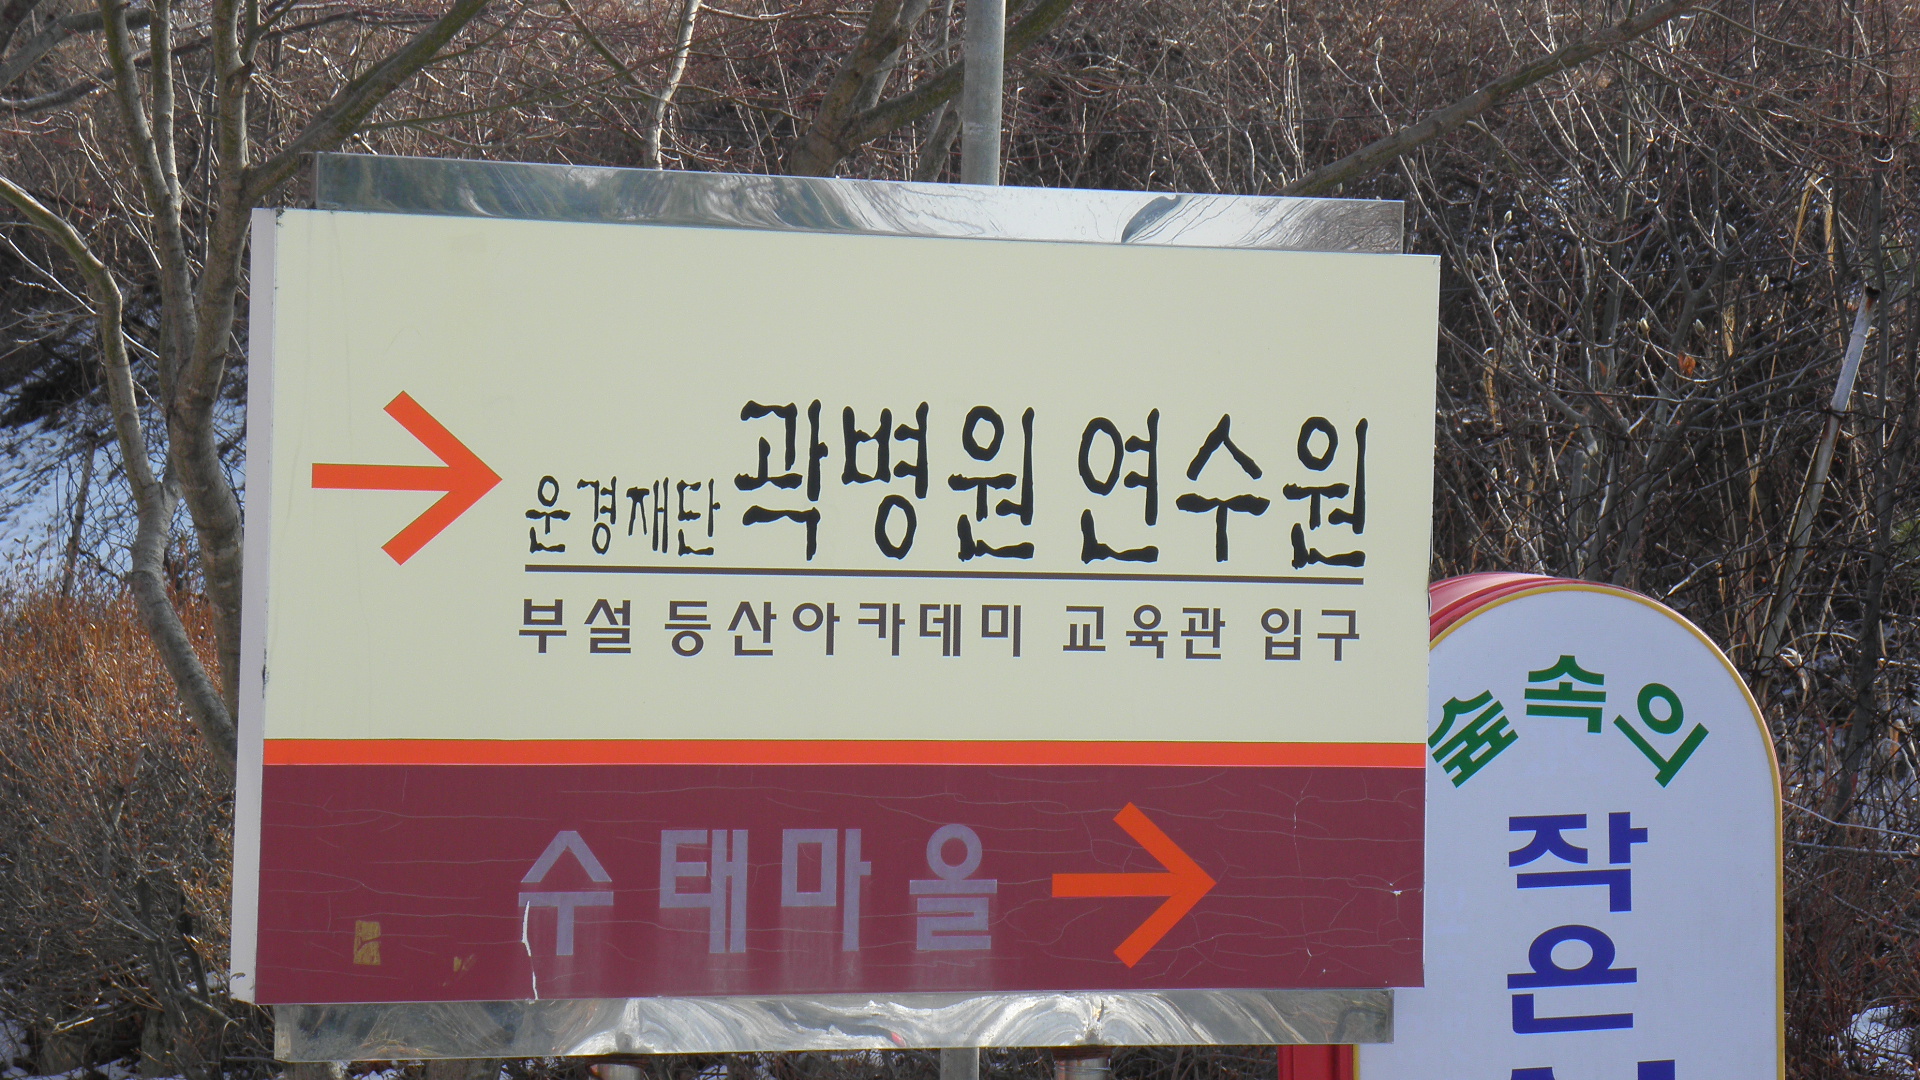 운경재단 곽병원 연수원
부설 등산아카데미 교육관 입구
수태마을
숲속의
작은